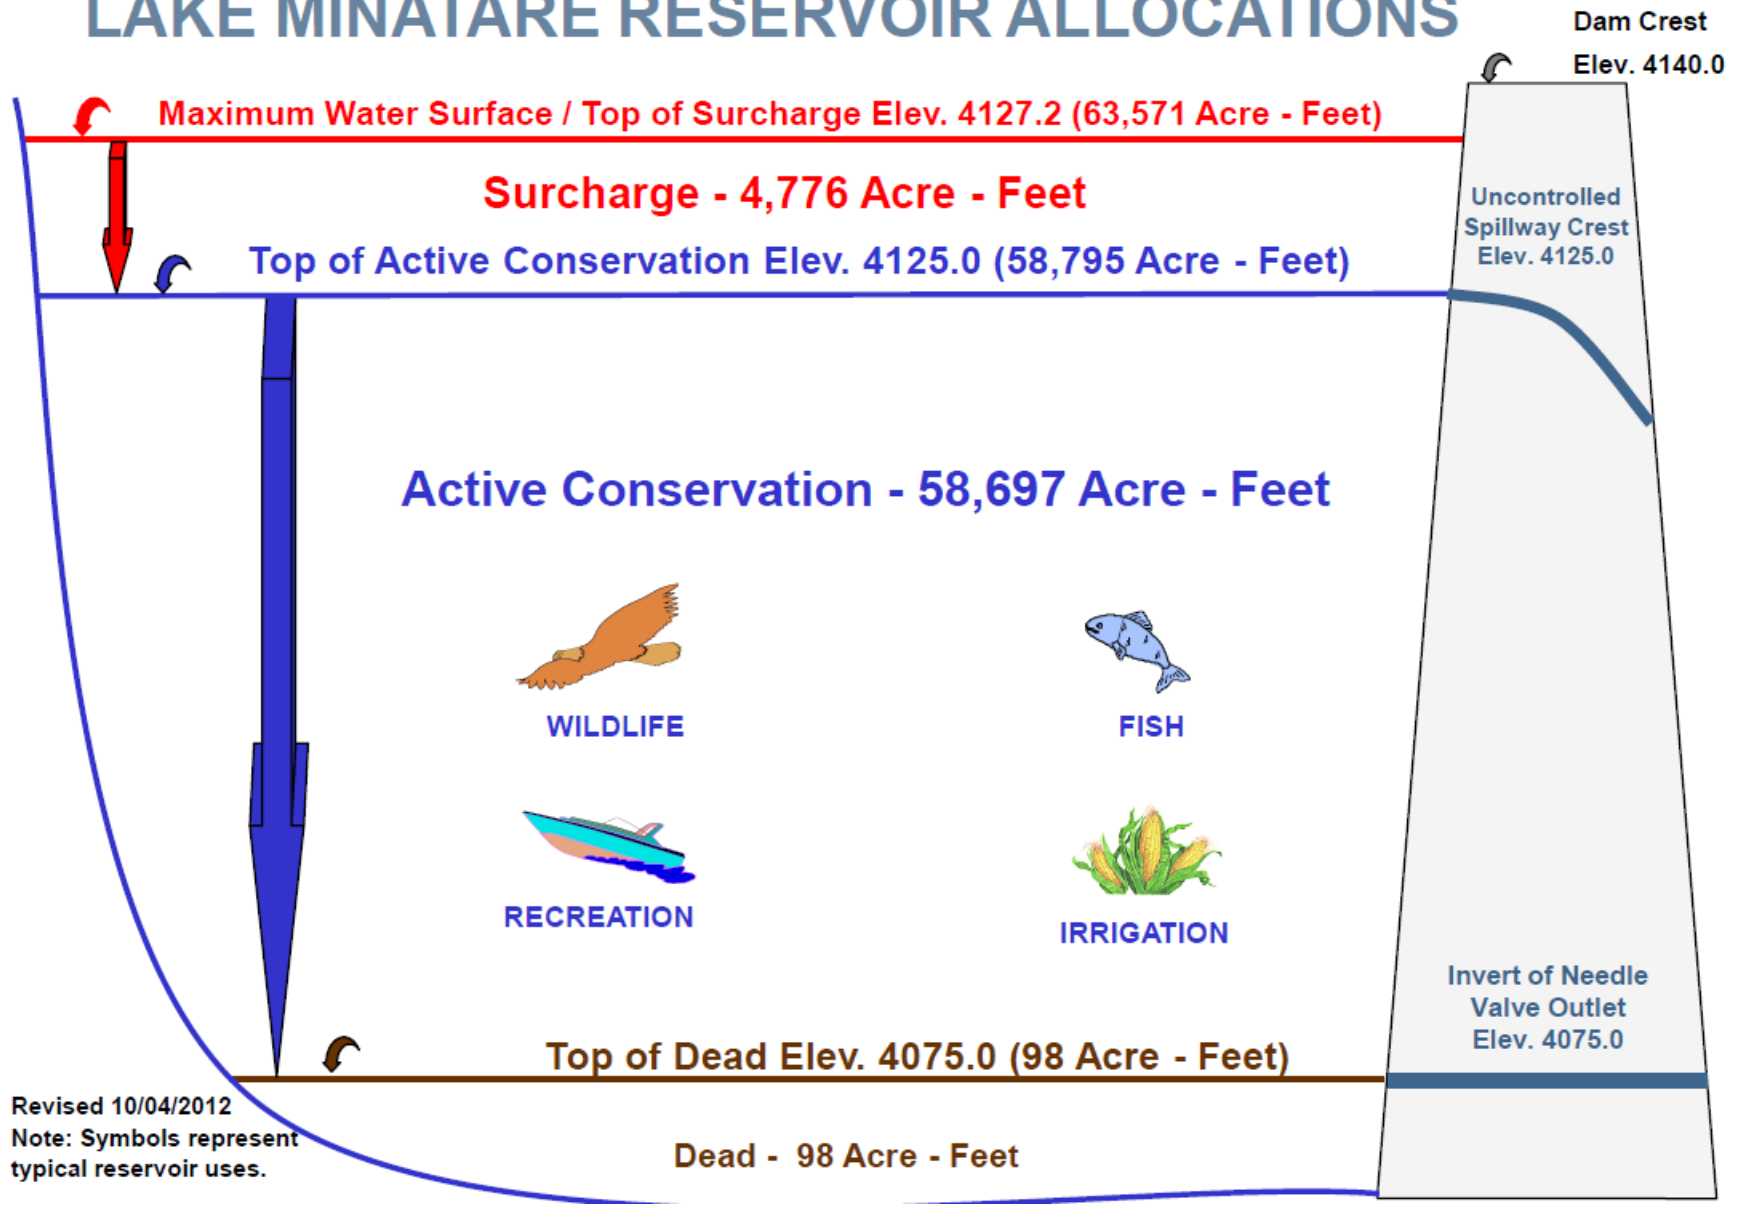 LAKE MINATARE RESERVOIR ALLOCATIONS
Dam Crest
Elev. 4140.0
Maximum Water Surface / Top of Surcharge Elev. 4127.2 (63,571 Acre - Feet)
Surcharge - 4,776 Acre - Feet
Uncontrolled
Spillway Crest
Elev. 4125.0
Top of Active Conservation Elev. 4125.0 (58,795 Acre - Feet)
Active Conservation - 58,697 Acre - Feet
WILDLIFE
FISH
RECREATION
IRRIGATION
Invert of Needle
Valve Outlet
Elev. 4075.0
Top of Dead Elev. 4075.0 (98 Acre - Feet)
Revised 10/04/2012
Note: Symbols represent
typical reservoir uses.
Dead - 98 Acre - Feet